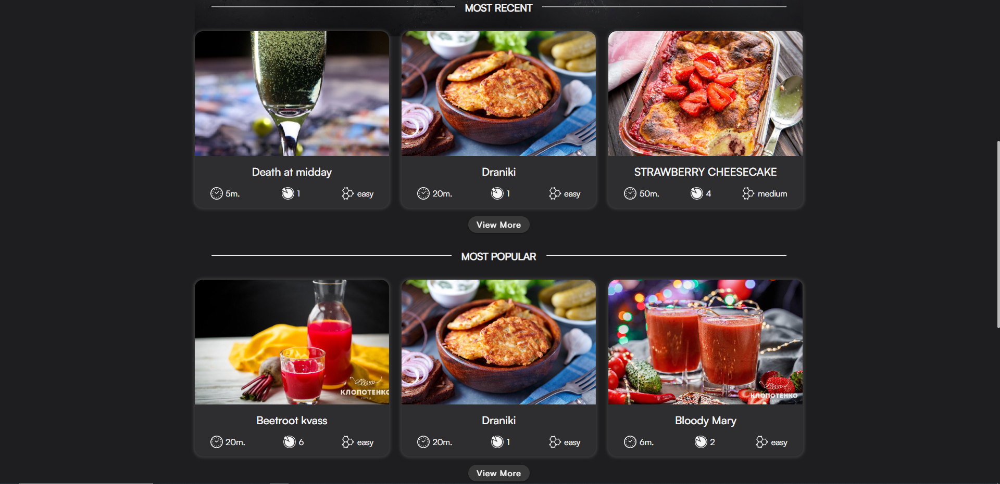 MOST RECENT
Death at midday
Draniki
STRAWBERRY CHEESECAKE
5m. 1 easy
20m. 1 easy
50m. 4 medium
View More
MOST POPULAR
КЛОПОТЕНКО
КЛОПОТЕНКО
Beetroot kvass
Draniki
Bloody Mary
20m. 6 easy
20m. 1 easy
6m. 2 easy
View More